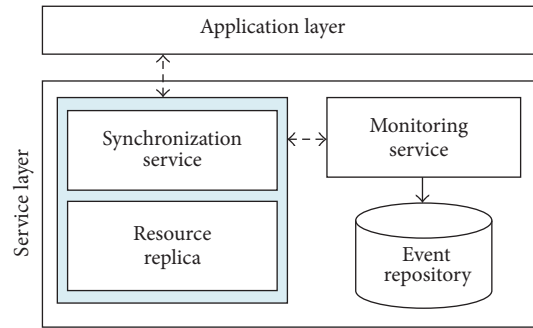 Application layer
Service layer
Synchronization
service
Monitoring
service
Resource
replica
Event
repository